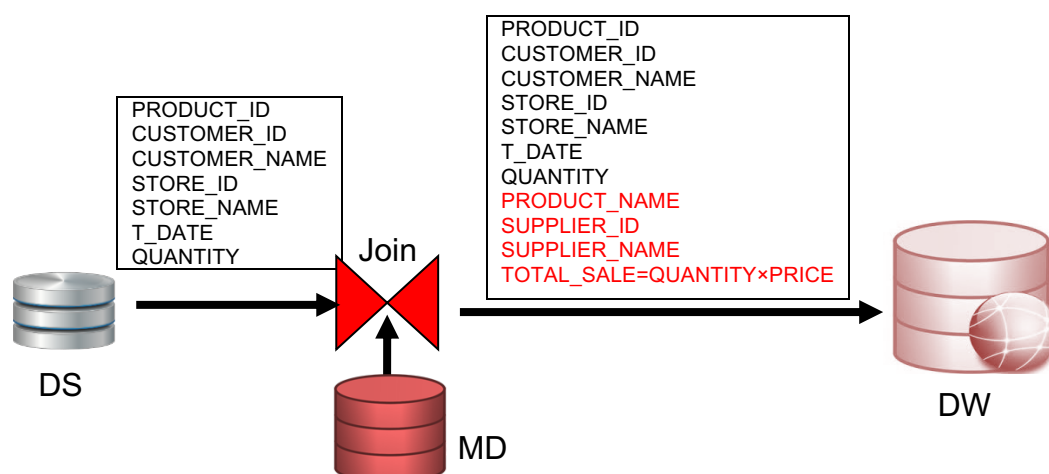 PRODUCT_ID
CUSTOMER_ID
CUSTOMER_NAME
STORE_ID
STORE_NAME
T_DATE
QUANTITY
Join
PRODUCT_ID
CUSTOMER_ID
CUSTOMER_NAME
STORE_ID
STORE_NAME
T_DATE
QUANTITY
PRODUCT_NAME
SUPPLIER_ID
SUPPLIER_NAME
TOTAL_SALE=QUANTITY×PRICE
DS
MD
DW